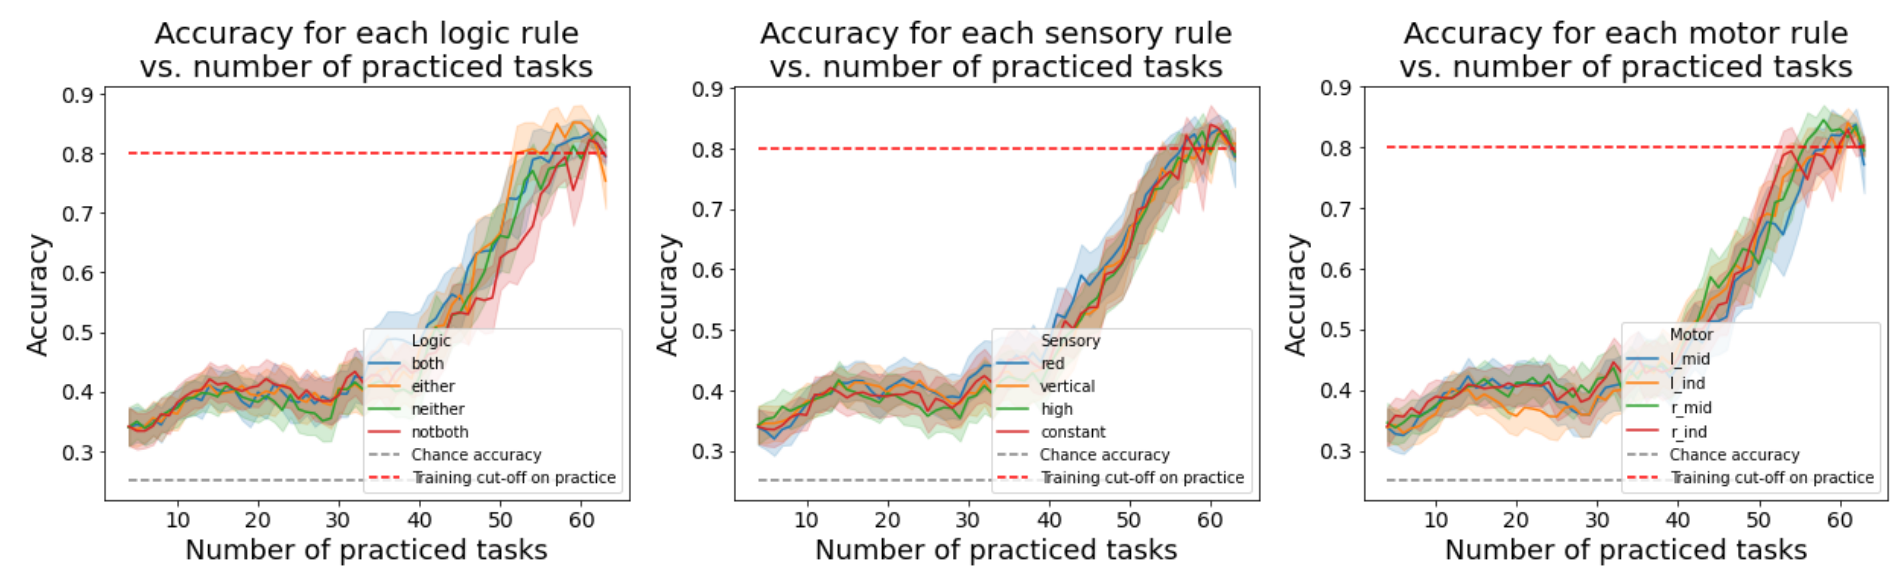 Accuracy for each logic rule
vs. number of practiced tasks
0.9
0.8
0.7
0.6
0.5
0.4
0.3
Accuracy
10 20 30 40 50 60
Number of practiced tasks
Logic
both
either
neither
notboth
Chance accuracy
Training cut-off on practice
Accuracy for each sensory rule
vs. number of practiced tasks
0.9
0.8
0.7
0.6
0.5
0.4
0.3
Accuracy
10 20 30 40 50 60
Number of practiced tasks
Sensory
red
vertical
high
constant
Chance accuracy
Training cut-off on practice
Accuracy for each motor rule
vs. number of practiced tasks
0.9
0.8
0.7
0.6
0.5
0.4
0.3
Accuracy
10 20 30 40 50 60
Number of practiced tasks
Motor
l_mid
l_ind
r_mid
r_ind
Chance accuracy
Training cut-off on practice